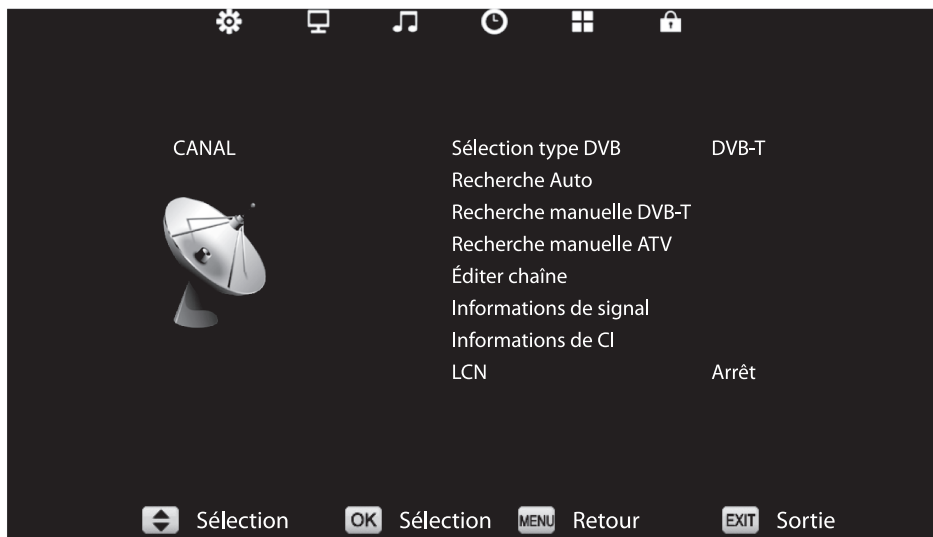 CANAL
Sélection type DVB DVB-T
Recherche Auto
Recherche manuelle DVB-T
Recherche manuelle ATV
Éditer chaîne
Informations de signal
Informations de CI
LCN Arrêt
Sélection OK Sélection MENU Retour EXIT Sortie